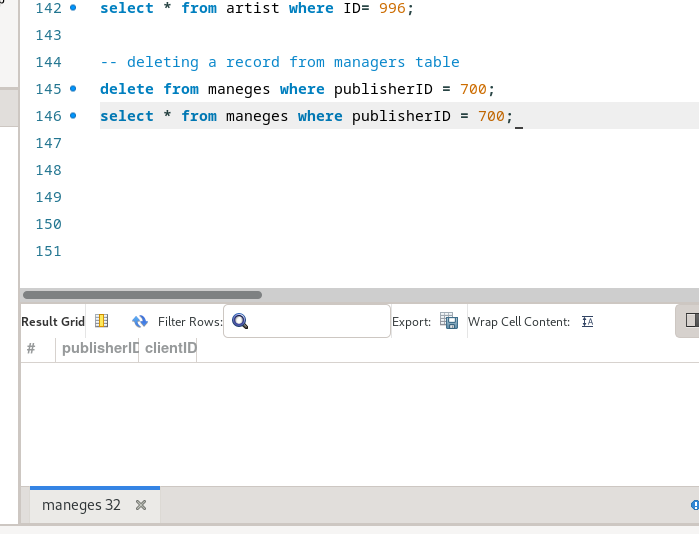 142 select * from artist where ID= 996;
143
144 -- deleting a record from managers table
145 delete from maneges where publisherID = 700;
146 select * from maneges where publisherID = 700;
147
148
149
150
151
Result Grid Filter Rows: Export: Wrap Cell Content: IA
# publisherID clientID
maneges 32